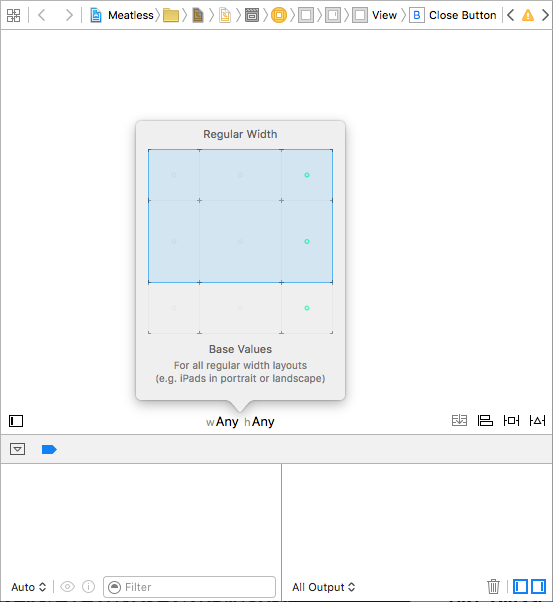 Meatless
View
B Close Button
Regular Width
Base Values
For all regular width layouts
(e.g. iPads in portrait or landscape)
wAny hAny
Auto
Filter
All Output